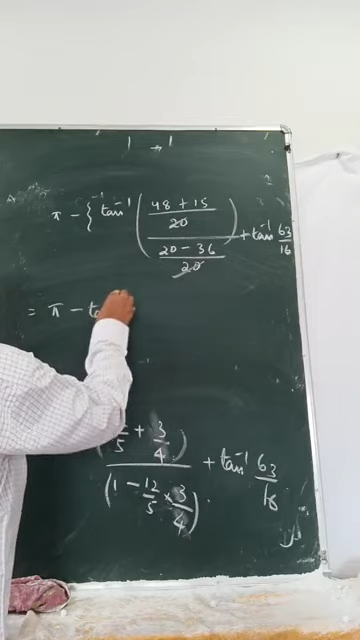 π - { tan⁻¹ ( (48 + 15)/20 / (20 - 36)/20 ) + tan⁻¹ 63/16
= π - t
/5 + 3/4 ) / (1 - 12/5 × 3/4) + tan⁻¹ 63/16